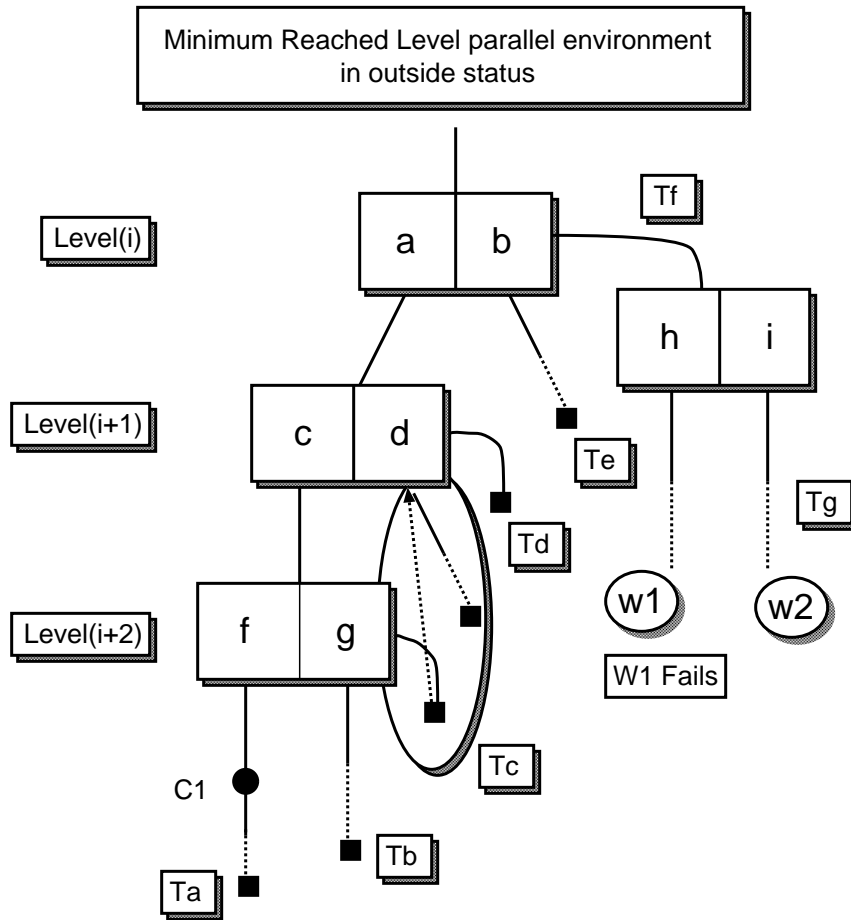 Minimum Reached Level parallel environment
in outside status
Tf
Level(i)
a
b
h
i
Level(i+1)
c
d
Te
Tg
Td
w1
w2
Level(i+2)
f
g
W1 Fails
Tc
C1
Tb
Ta